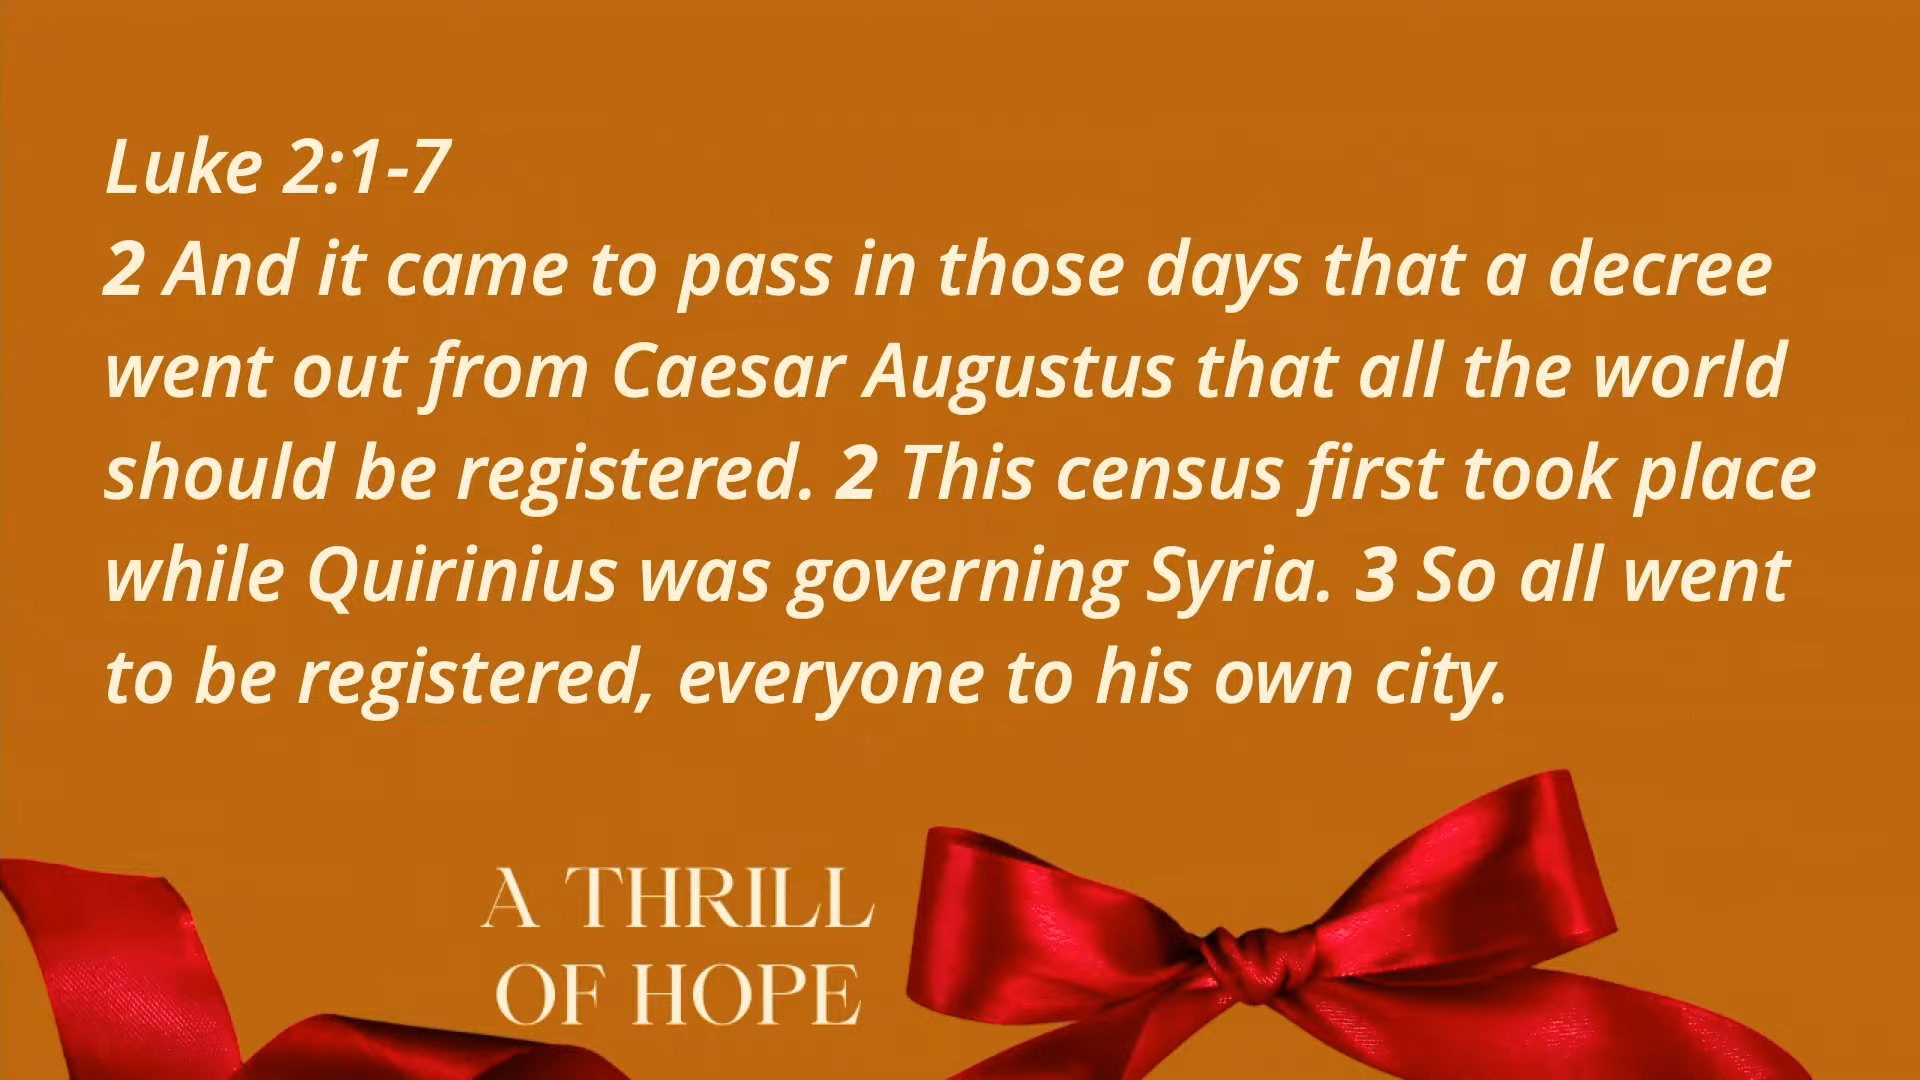 Luke 2:1-7
2 And it came to pass in those days that a decree
went out from Caesar Augustus that all the world
should be registered. 2 This census first took place
while Quirinius was governing Syria. 3 So all went
to be registered, everyone to his own city.
A THRILL
OF HOPE